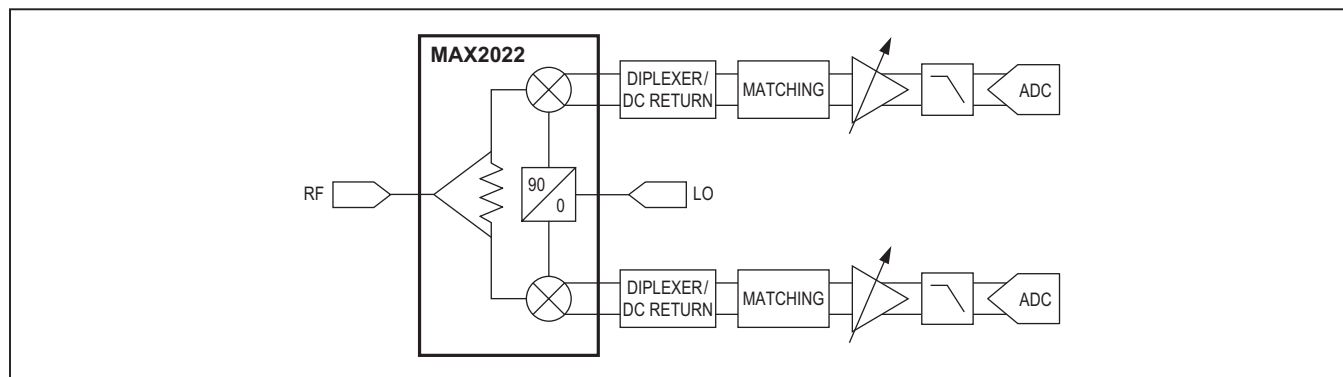 MAX2022
DIPLEXER/
DC RETURN
MATCHING
ADC
RF
90
0
LO
DIPLEXER/
DC RETURN
MATCHING
ADC